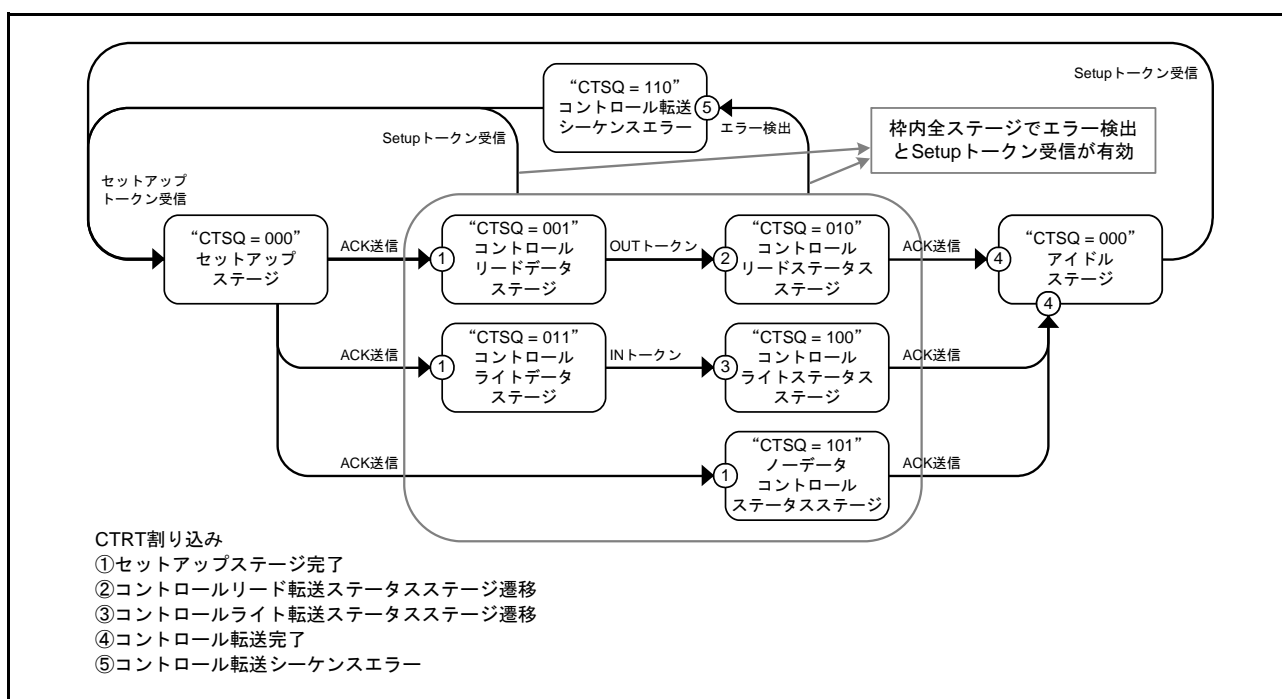 Setupトークン受信
“CTSQ = 110”
コントロール転送
シーケンスエラー
⑤
エラー検出
Setupトークン受信
枠内全ステージでエラー検出
とSetupトークン受信が有効
セットアップ
トークン受信
“CTSQ = 000”
セットアップ
ステージ
ACK送信
①
“CTSQ = 001”
コントロール
リードデータ
ステージ
OUTトークン
②
“CTSQ = 010”
コントロール
リードステータス
ステージ
ACK送信
④
“CTSQ = 000”
アイドル
ステージ
④
ACK送信
①
“CTSQ = 011”
コントロール
ライトデータ
ステージ
INトークン
③
“CTSQ = 100”
コントロール
ライトステータス
ステージ
ACK送信
ACK送信
①
“CTSQ = 101”
ノーデータ
コントロール
ステータスステージ
ACK送信
CTRT割り込み
①セットアップステージ完了
②コントロールリード転送ステータスステージ遷移
③コントロールライト転送ステータスステージ遷移
④コントロール転送完了
⑤コントロール転送シーケンスエラー